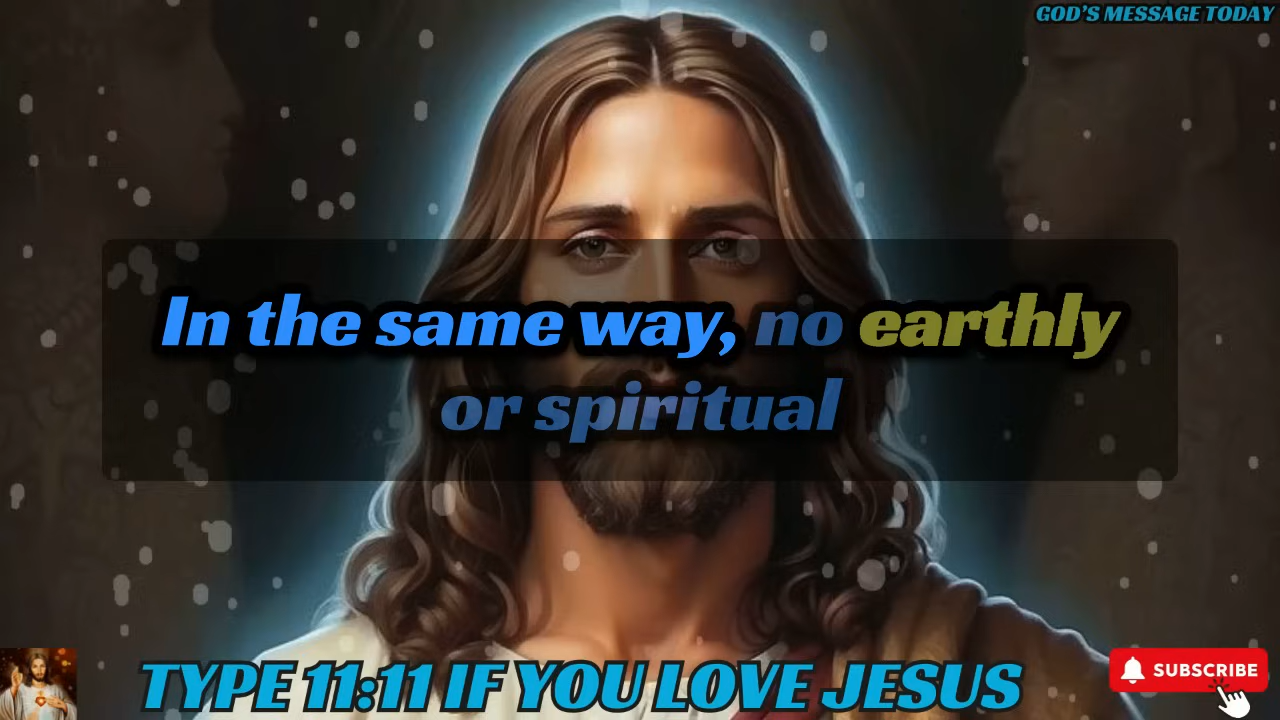 GOD'S MESSAGE TODAY
In the same way, no earthly
or spiritual
TYPE 11:11 IF YOU LOVE JESUS
SUBSCRIBE